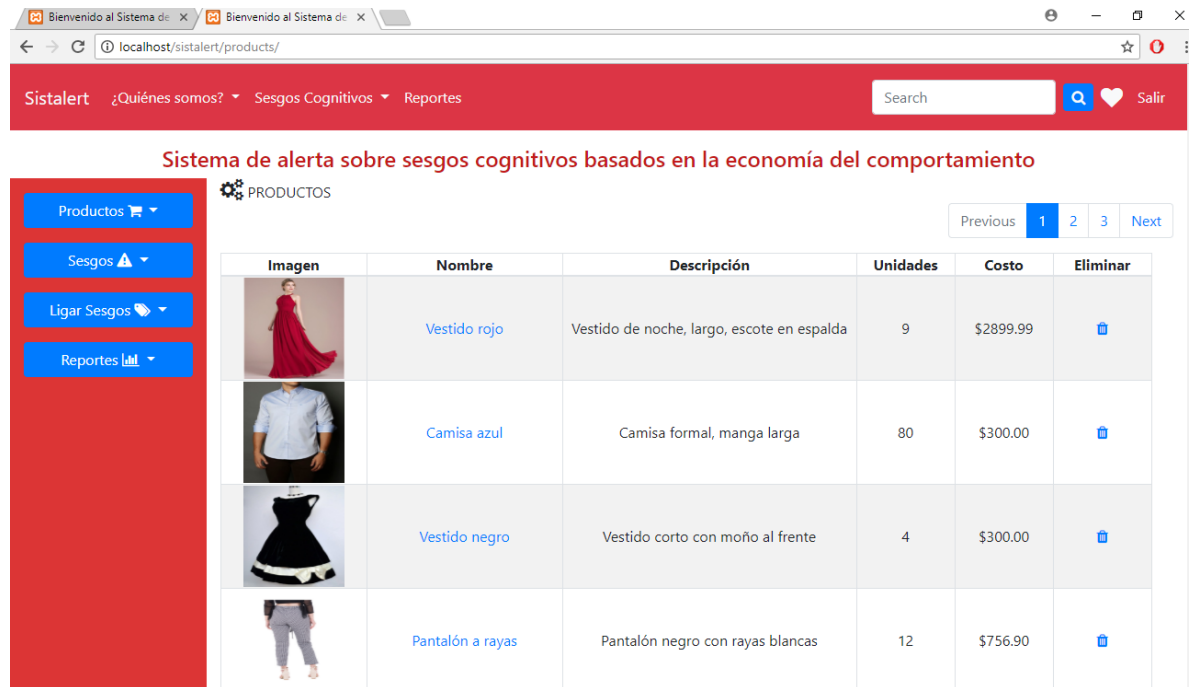 Bienvenido al Sistema de
Bienvenido al Sistema de
localhost/sistalert/products/
Sistalert ¿Quiénes somos? Sesgos Cognitivos Reportes Search Salir
Sistema de alerta sobre sesgos cognitivos basados en la economía del comportamiento
Productos
Sesgos
Ligar Sesgos
Reportes
PRODUCTOS
Previous 1 2 3 Next
Imagen Nombre Descripción Unidades Costo Eliminar
Vestido rojo Vestido de noche, largo, escote en espalda 9 $2899.99
Camisa azul Camisa formal, manga larga 80 $300.00
Vestido negro Vestido corto con moño al frente 4 $300.00
Pantalón a rayas Pantalón negro con rayas blancas 12 $756.90